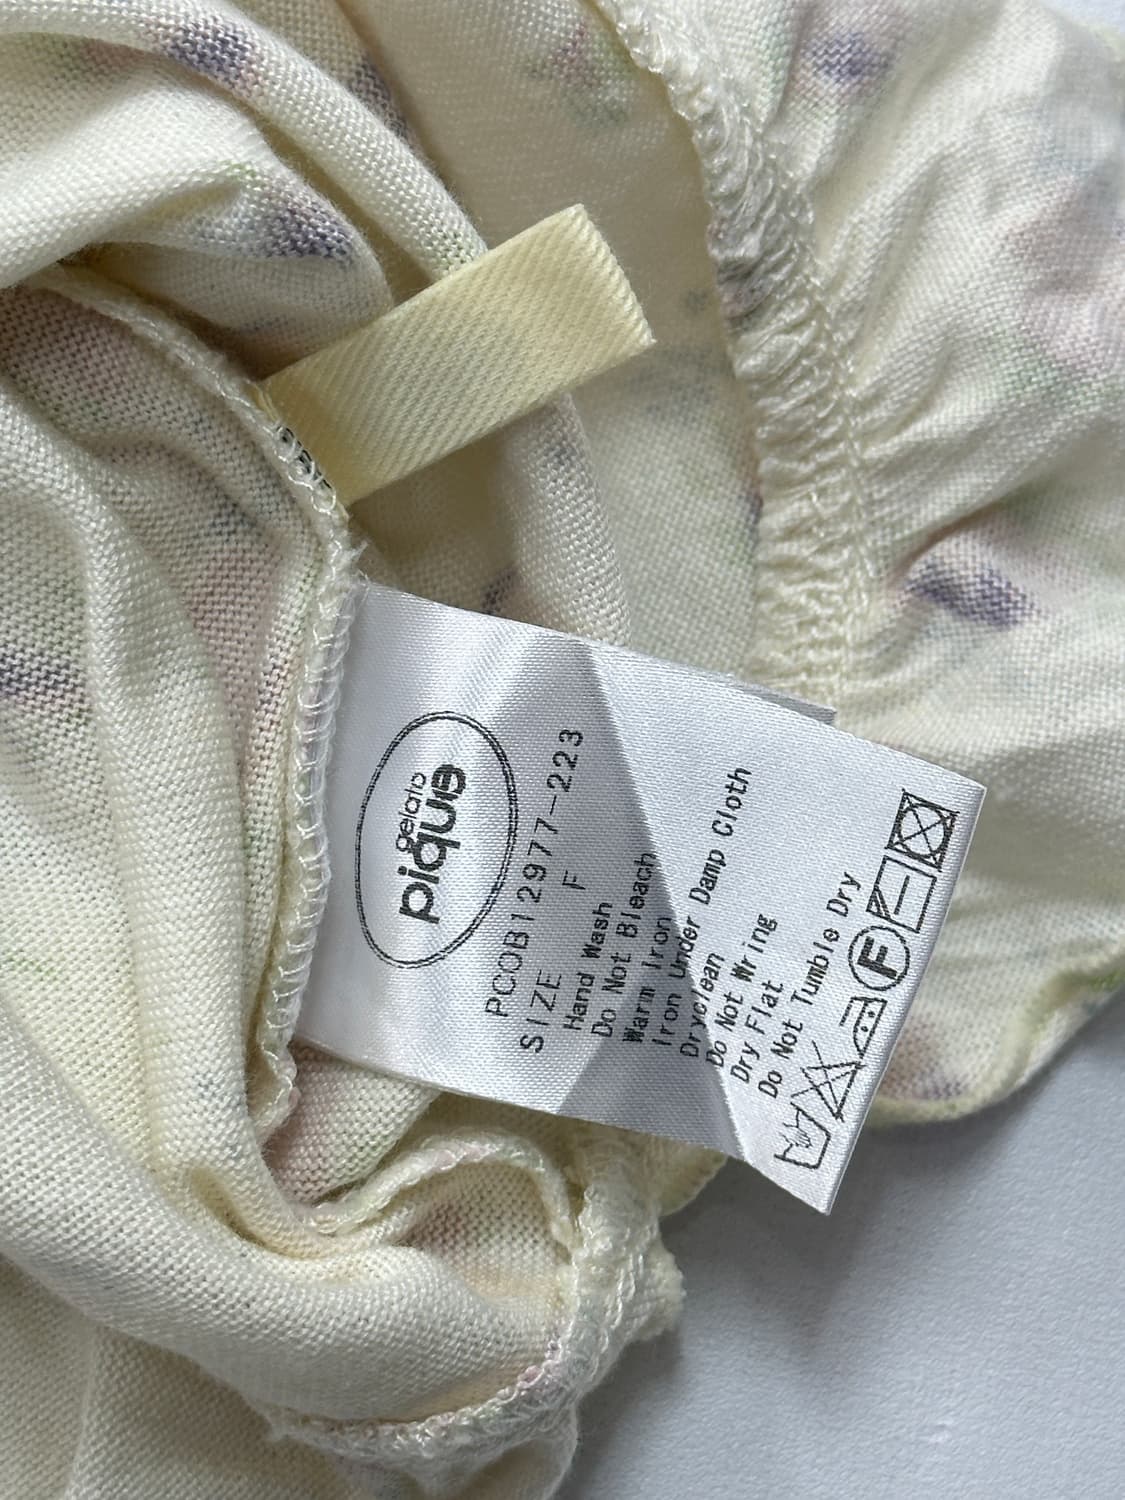 gelato
pique
PCOB12977-223
SIZE F
Hand Wash
Do Not Bleach
Warm Iron
Iron Under Damp Cloth
Dryclean
Do Not Wring
Dry Flat
Do Not Tumble Dry
F